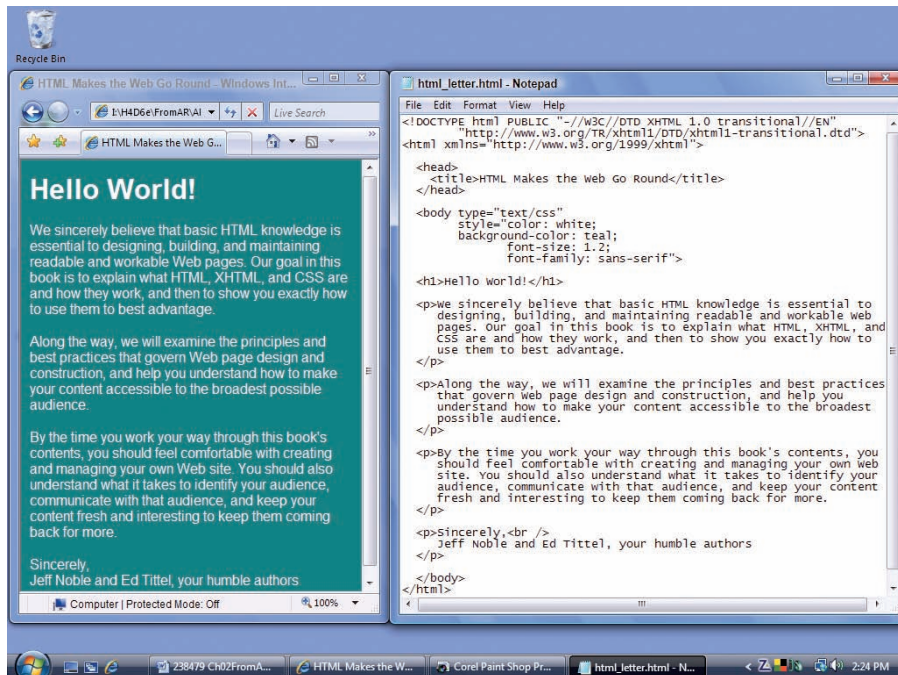 Recycle Bin
HTML Makes the Web Go Round - Windows Int...
I:\H4D6e\FromAR\Al
Live Search
HTML Makes the Web G...
Hello World!
We sincerely believe that basic HTML knowledge is
essential to designing, building, and maintaining
readable and workable Web pages. Our goal in this
book is to explain what HTML, XHTML, and CSS are
and how they work, and then to show you exactly how
to use them to best advantage.
Along the way, we will examine the principles and
best practices that govern Web page design and
construction, and help you understand how to make
your content accessible to the broadest possible
audience.
By the time you work your way through this book's
contents, you should feel comfortable with creating
and managing your own Web site. You should also
understand what it takes to identify your audience,
communicate with that audience, and keep your
content fresh and interesting to keep them coming
back for more.
Sincerely,
Jeff Noble and Ed Tittel, your humble authors
Computer | Protected Mode: Off
100%
html_letter.html - Notepad
File Edit Format View Help
<!DOCTYPE html PUBLIC "-//W3C//DTD XHTML 1.0 transitional//EN"
"http://www.w3.org/TR/xhtml1/DTD/xhtml1-transitional.dtd">
<html xmlns="http://www.w3.org/1999/xhtml">
<head>
<title>HTML Makes the Web Go Round</title>
</head>
<body type="text/css"
style="color: white;
background-color: teal;
font-size: 1.2;
font-family: sans-serif">
<h1>Hello World!</h1>
<p>We sincerely believe that basic HTML knowledge is essential to
designing, building, and maintaining readable and workable Web
pages. Our goal in this book is to explain what HTML, XHTML, and
CSS are and how they work, and then to show you exactly how to
use them to best advantage.
</p>
<p>Along the way, we will examine the principles and best practices
that govern Web page design and construction, and help you
understand how to make your content accessible to the broadest
possible audience.
</p>
<p>By the time you work your way through this book's contents, you
should feel comfortable with creating and managing your own Web
site. You should also understand what it takes to identify your
audience, communicate with that audience, and keep your content
fresh and interesting to keep them coming back for more.
</p>
<p>Sincerely,<br />
Jeff Noble and Ed Tittel, your humble authors
</p>
</body>
</html>
238479 Ch02FromA...
HTML Makes the W...
Corel Paint Shop Pr...
html_letter.html - N...
2:24 PM